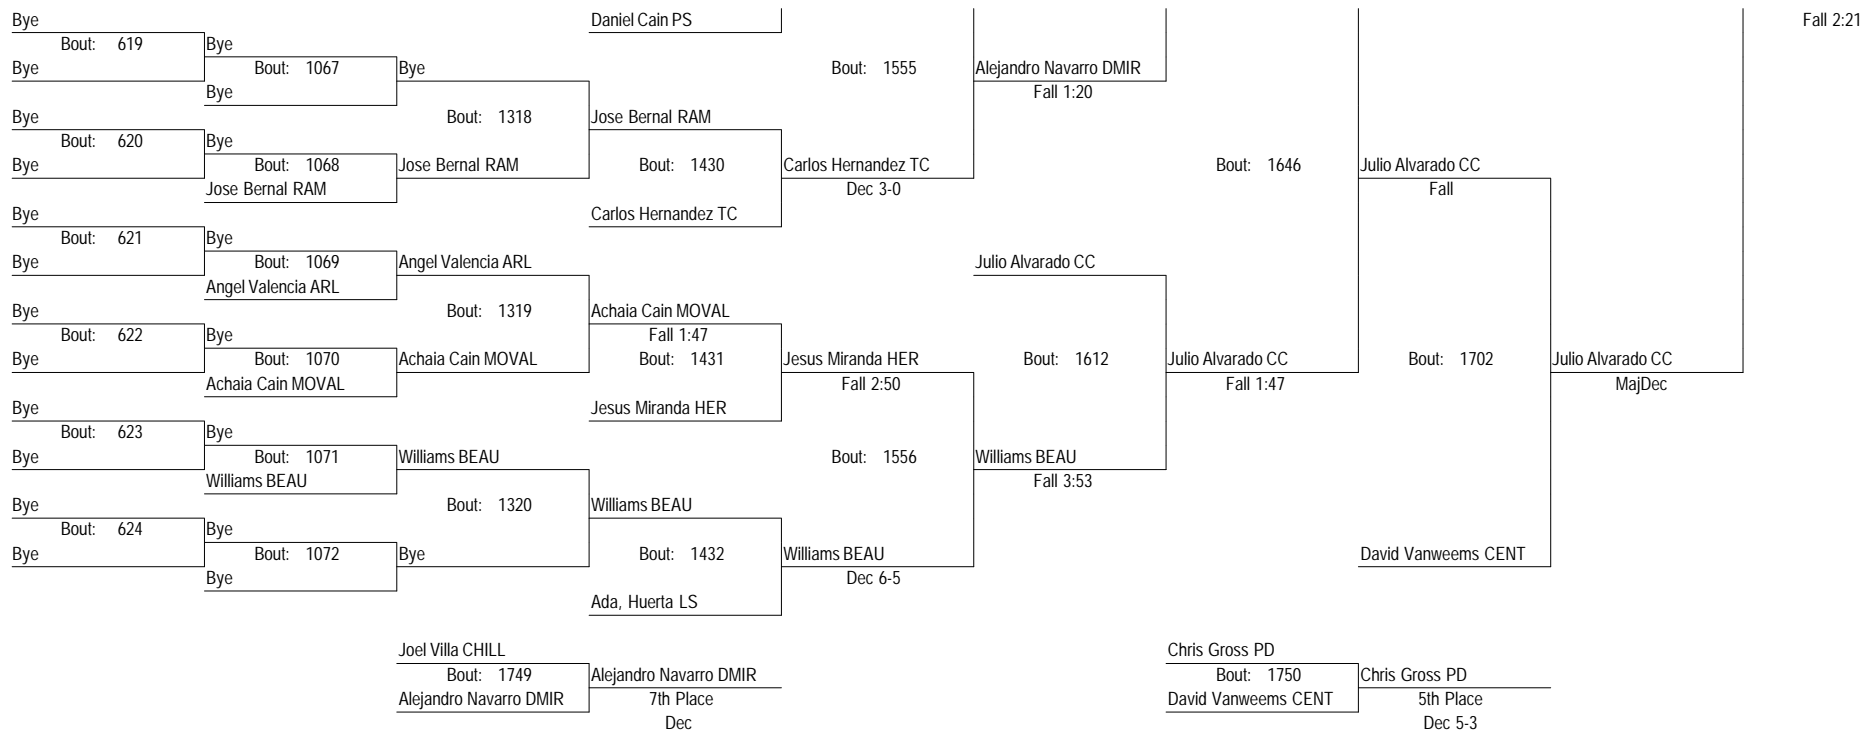 Bye Daniel Cain PS Fall 2:21
Bout: 619 Bye
Bye Bout: 1067 Bye Bout: 1555 Alejandro Navarro DMIR
Bye Fall 1:20
Bye Bout: 1318 Jose Bernal RAM
Bout: 620 Bye
Bye Bout: 1068 Jose Bernal RAM Bout: 1430 Carlos Hernandez TC Bout: 1646 Julio Alvarado CC
Jose Bernal RAM Dec 3-0 Fall
Bye Carlos Hernandez TC
Bout: 621 Bye
Bye Bout: 1069 Angel Valencia ARL Julio Alvarado CC
Angel Valencia ARL
Bye Bout: 1319 Achaia Cain MOVAL
Bout: 622 Bye Fall 1:47
Bye Bout: 1070 Achaia Cain MOVAL Bout: 1431 Jesus Miranda HER Bout: 1612 Julio Alvarado CC Bout: 1702 Julio Alvarado CC
Achaia Cain MOVAL Fall 2:50 Fall 1:47 MajDec
Bye Jesus Miranda HER
Bout: 623 Bye
Bye Bout: 1071 Williams BEAU Bout: 1556 Williams BEAU
Williams BEAU Fall 3:53
Bye Bout: 1320 Williams BEAU
Bout: 624 Bye
Bye Bout: 1072 Bye Bout: 1432 Williams BEAU David Vanweems CENT
Bye Dec 6-5
Ada, Huerta LS
Joel Villa CHILL Chris Gross PD
Bout: 1749 Alejandro Navarro DMIR Bout: 1750 Chris Gross PD
Alejandro Navarro DMIR 7th Place David Vanweems CENT 5th Place
Dec Dec 5-3